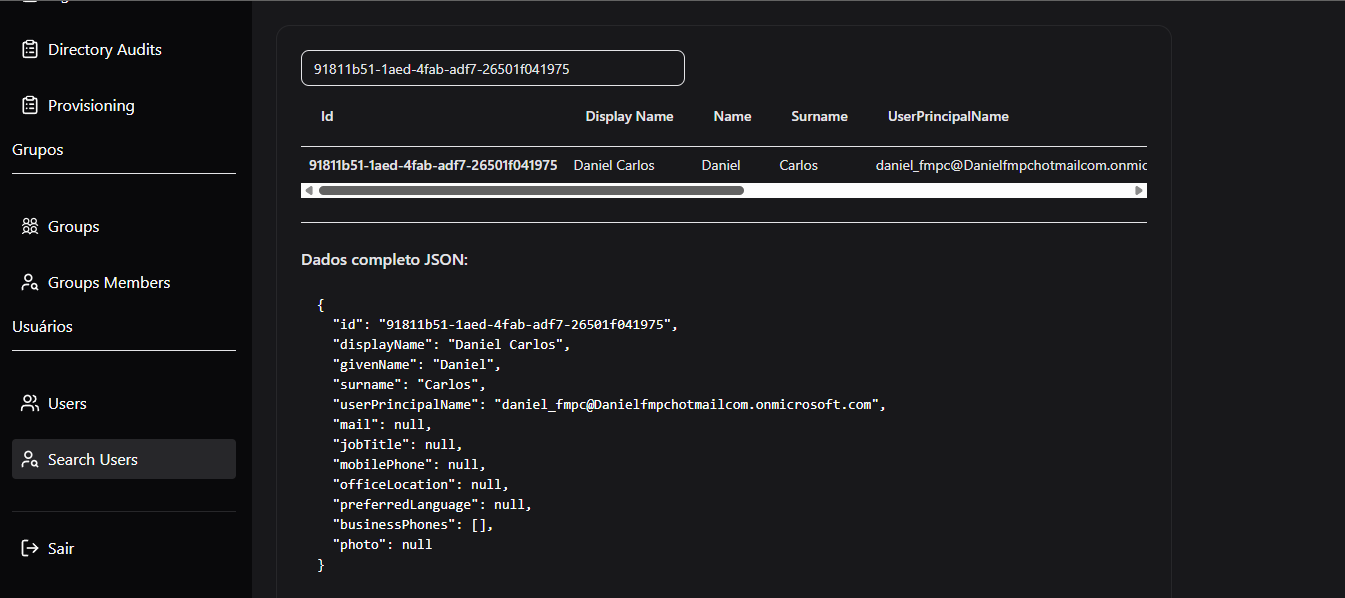 Directory Audits
Provisioning
Grupos
Groups
Groups Members
Usuários
Users
Search Users
Sair
91811b51-1aed-4fab-adf7-26501f041975
Id Display Name Name Surname UserPrincipalName
91811b51-1aed-4fab-adf7-26501f041975 Daniel Carlos Daniel Carlos daniel_fmpc@Danielfmpchotmailcom.onmic
Dados completo JSON:
{
"id": "91811b51-1aed-4fab-adf7-26501f041975",
"displayName": "Daniel Carlos",
"givenName": "Daniel",
"surname": "Carlos",
"userPrincipalName": "daniel_fmpc@Danielfmpchotmailcom.onmicrosoft.com",
"mail": null,
"jobTitle": null,
"mobilePhone": null,
"officeLocation": null,
"preferredLanguage": null,
"businessPhones": [],
"photo": null
}